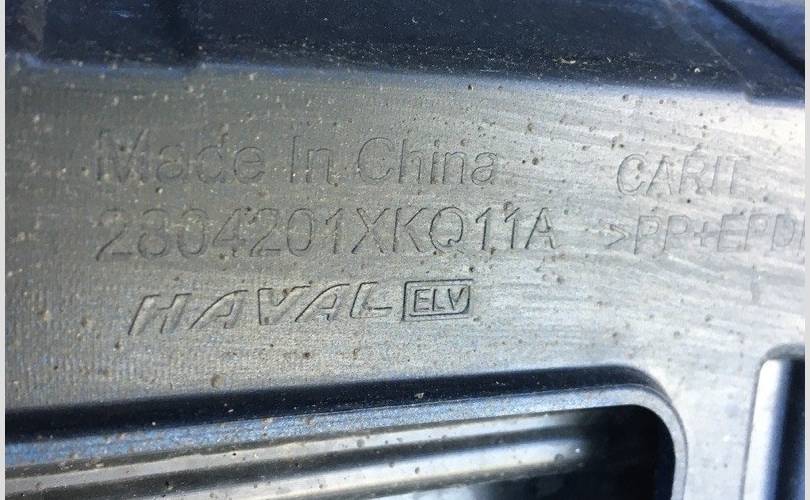 Made In China
2804201XKQ11A
HAVAL ELV
CARIT
>PP+EPD